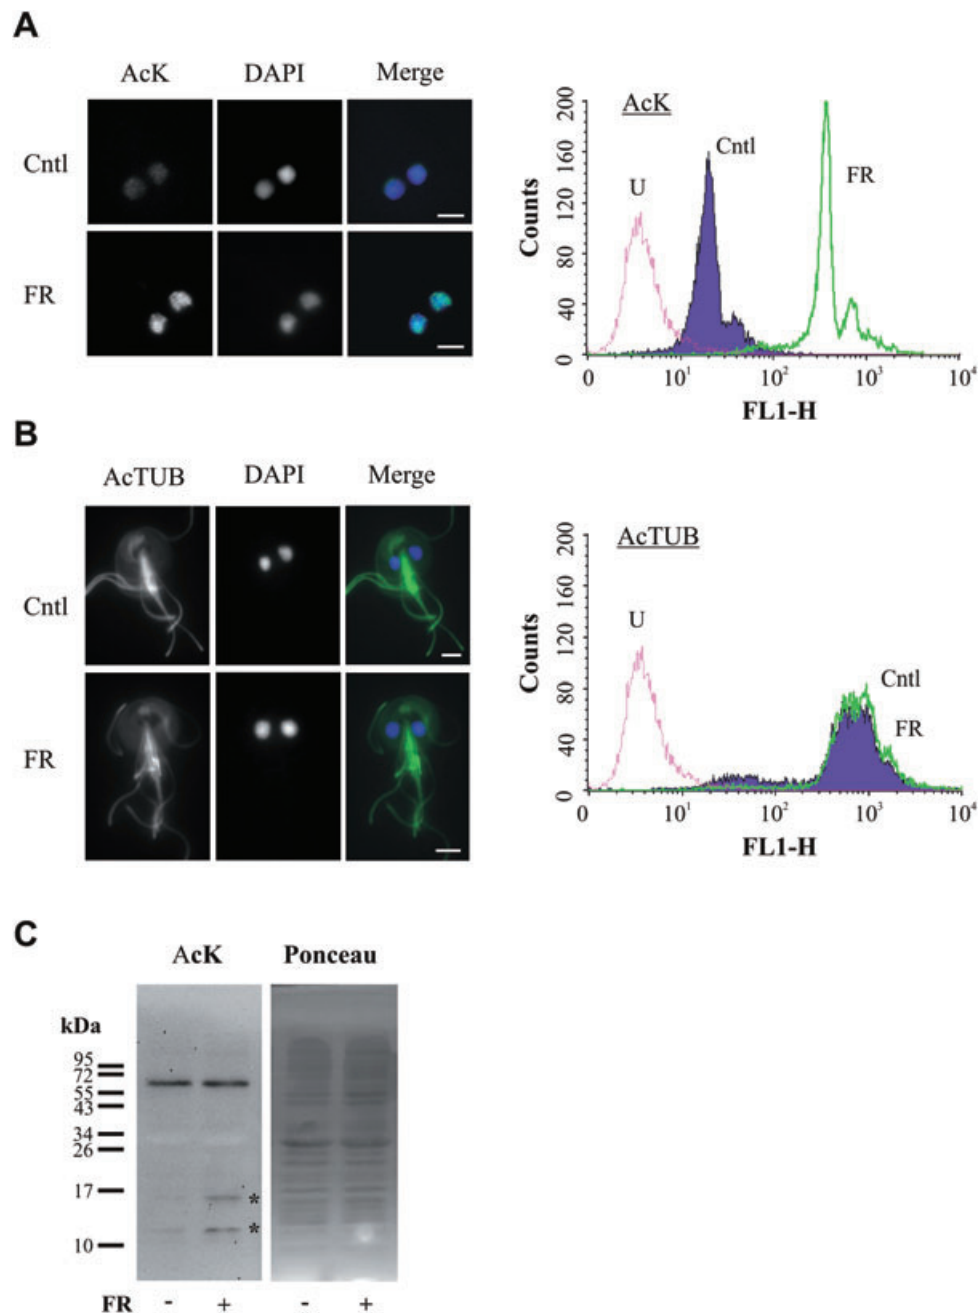 A
AcK DAPI Merge
Cntl
FR
AcK
U
Cntl
FR
Counts
200
160
120
80
40
0
0 10¹ 10² 10³ 10⁴
FL1-H
B
AcTUB DAPI Merge
Cntl
FR
AcTUB
U
Cntl
FR
Counts
200
160
120
80
40
0
0 10¹ 10² 10³ 10⁴
FL1-H
C
AcK Ponceau
kDa
95
72
55
43
34
26
17
*
*
10
FR - + - +